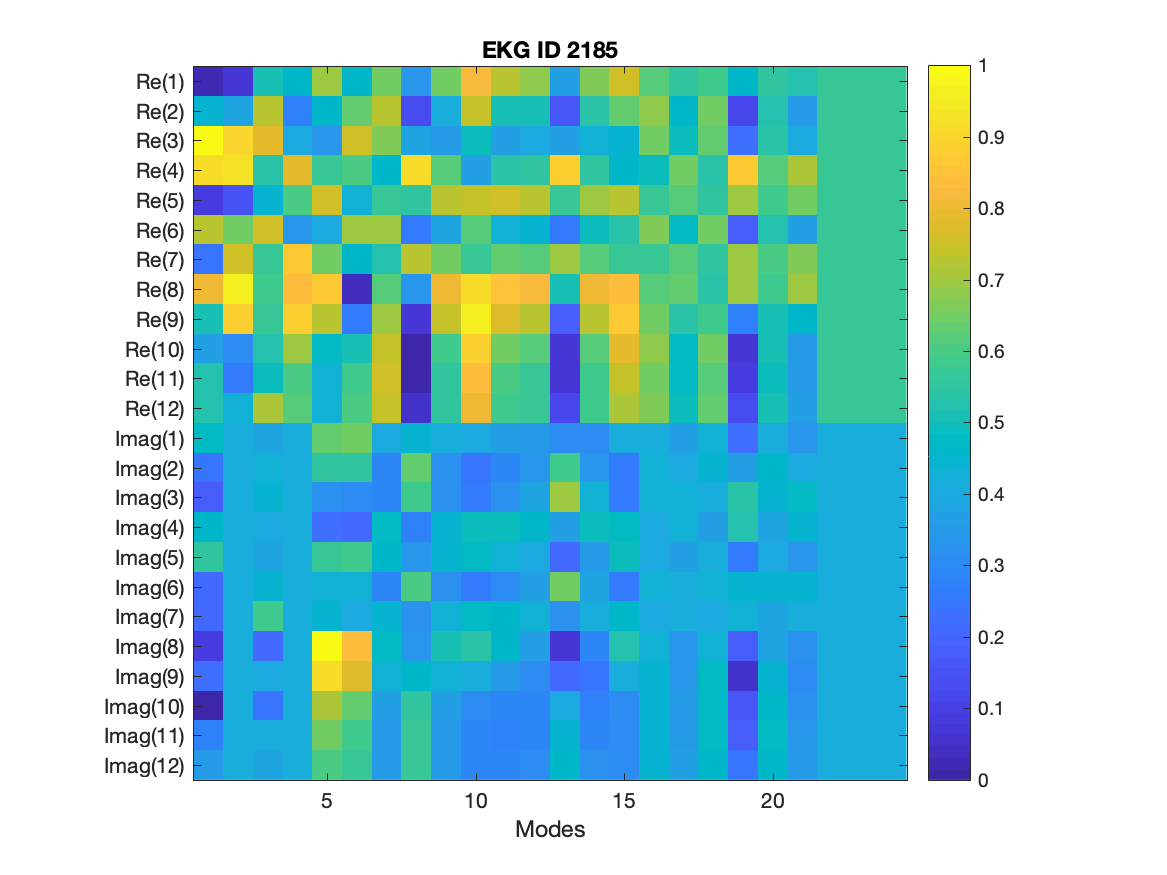 EKG ID 2185
Re(1)
Re(2)
Re(3)
Re(4)
Re(5)
Re(6)
Re(7)
Re(8)
Re(9)
Re(10)
Re(11)
Re(12)
Imag(1)
Imag(2)
Imag(3)
Imag(4)
Imag(5)
Imag(6)
Imag(7)
Imag(8)
Imag(9)
Imag(10)
Imag(11)
Imag(12)
5 10 15 20
Modes
1
0.9
0.8
0.7
0.6
0.5
0.4
0.3
0.2
0.1
0